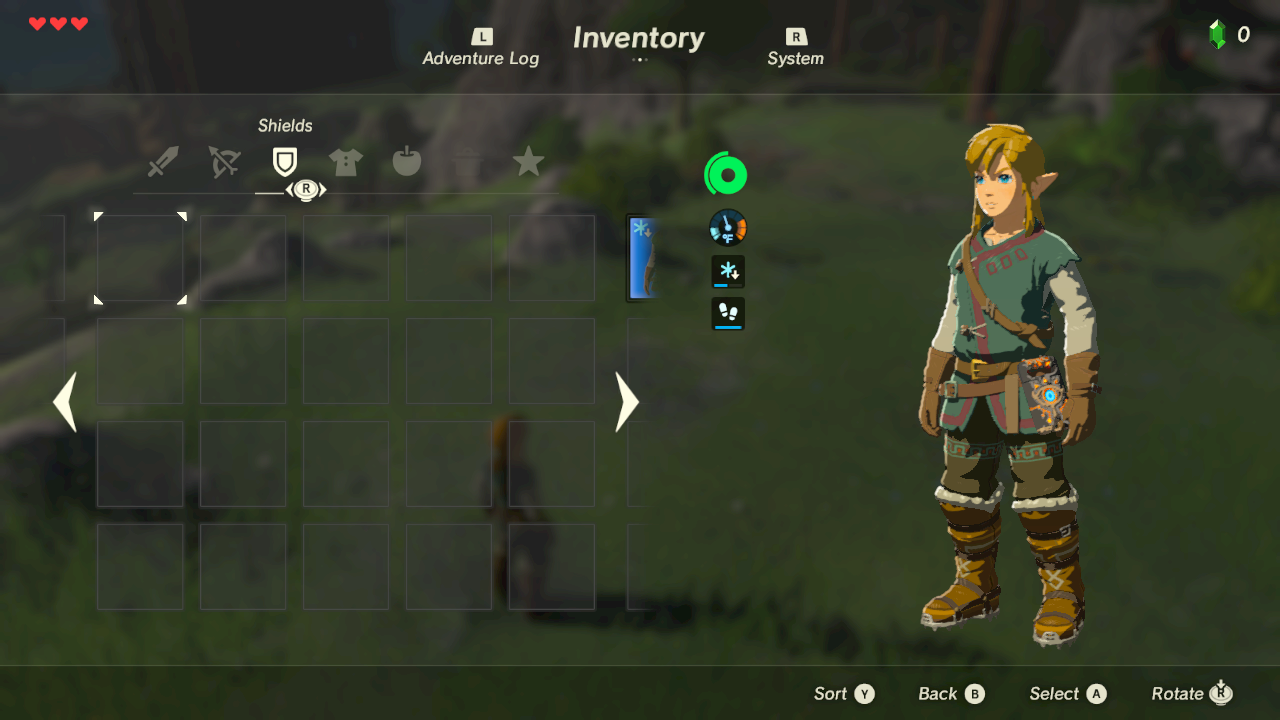 L
Inventory
R
0
Adventure Log
System
Shields
R
°F
Sort Y
Back B
Select A
Rotate R